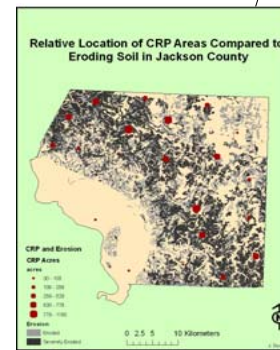 Relative Location of CRP Areas Compared to
Eroding Soil in Jackson County
CRP and Erosion
CRP Acres
acres
Erosion
Eroded
Severely Eroded
0 2.5 5 10 Kilometers